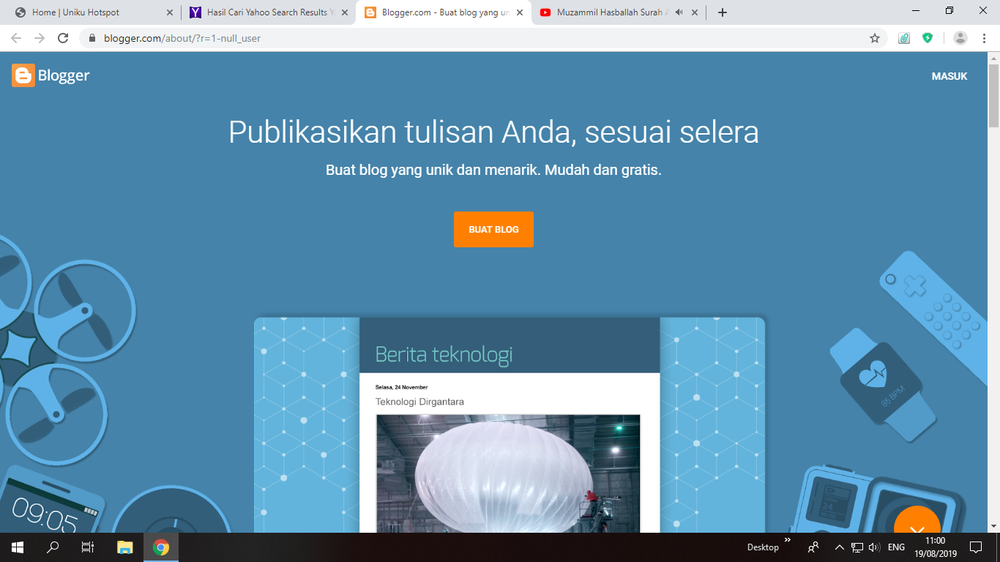 Home | Uniku Hotspot
Hasil Cari Yahoo Search Results Y
Blogger.com - Buat blog yang un
Muzammil Hasballah Surah A
blogger.com/about/?r=1-null_user
Blogger
MASUK
Publikasikan tulisan Anda, sesuai selera
Buat blog yang unik dan menarik. Mudah dan gratis.
BUAT BLOG
Berita teknologi
Selasa, 24 November
Teknologi Dirgantara
85 BPM
24
09:05
Desktop
ENG
11:00
19/08/2019